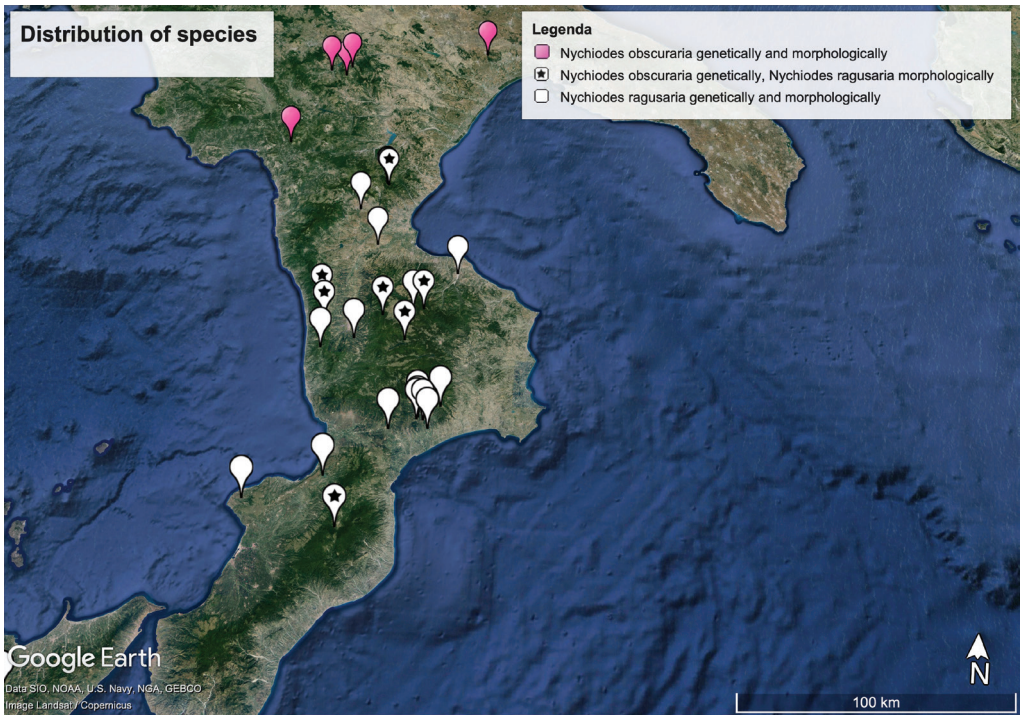 Distribution of species
Legenda
Nychiodes obscuraria genetically and morphologically
Nychiodes obscuraria genetically, Nychiodes ragusaria morphologically
Nychiodes ragusaria genetically and morphologically
Google Earth
Data SIO, NOAA, U.S. Navy, NGA, GEBCO
Image Landsat / Copernicus
N
100 km